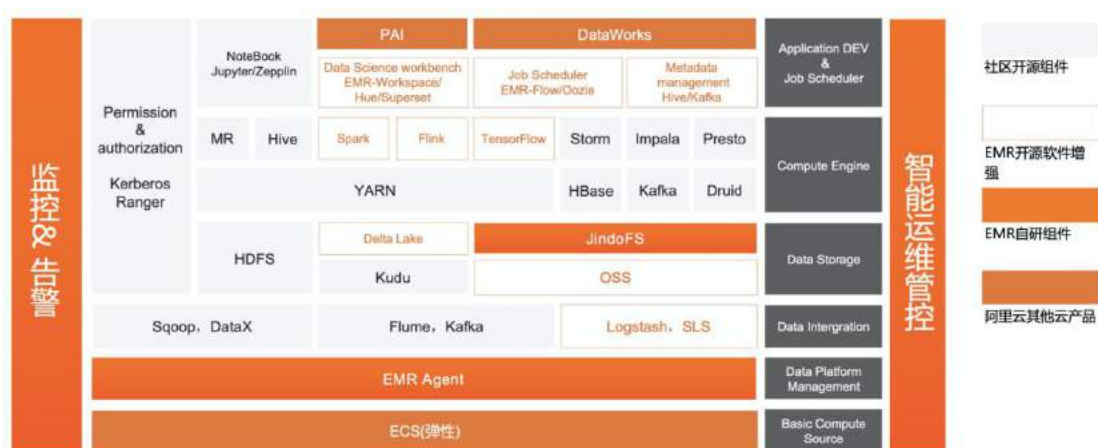 监控& 告警
Permission
&
authorization
Kerberos
Ranger
NoteBook
Jupyter/Zepplin
PAI
DataWorks
Data Science workbench
EMR-Workspace/
Hue/Superset
Job Scheduler
EMR-Flow/Oozie
Metadata
management
Hive/Kafka
Application DEV
&
Job Scheduler
MR
Hive
Spark
Flink
TensorFlow
Storm
Impala
Presto
Compute Engine
YARN
HBase
Kafka
Druid
HDFS
Delta Lake
JindoFS
Kudu
OSS
Data Storage
Sqoop，DataX
Flume，Kafka
Logstash，SLS
Data Intergration
EMR Agent
Data Platform
Management
ECS(弹性)
Basic Compute
Source
智能运维管控
社区开源组件
EMR开源软件增
强
EMR自研组件
阿里云其他云产品